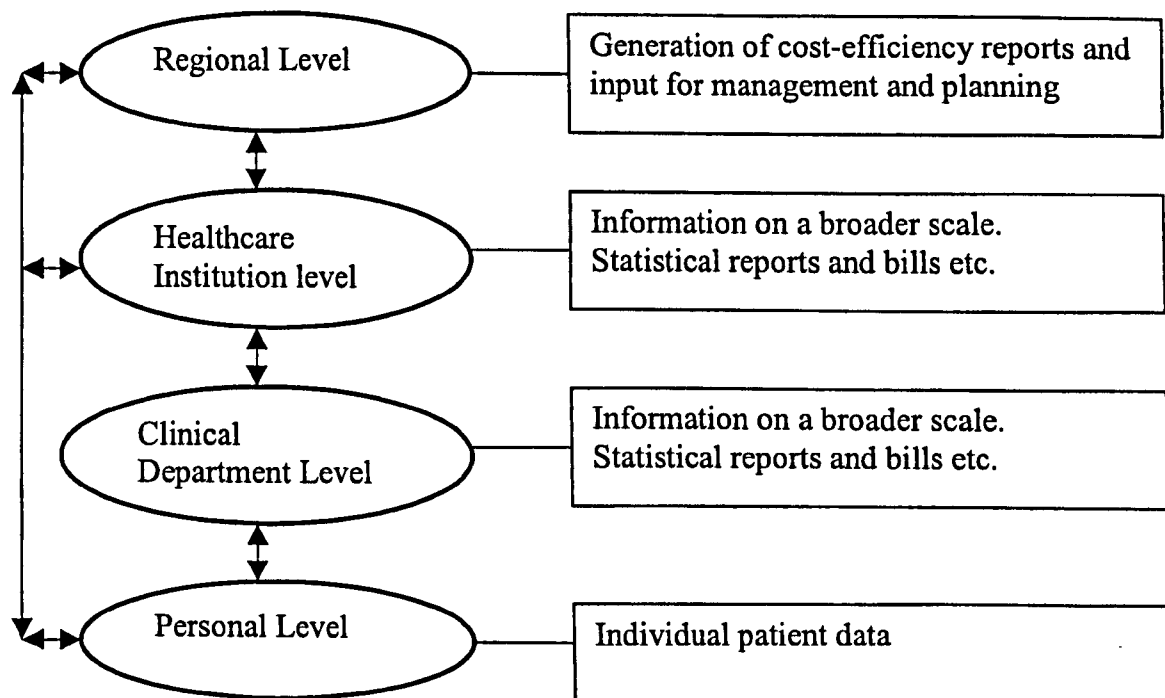 Regional Level
Generation of cost-efficiency reports and
input for management and planning
Healthcare
Institution level
Information on a broader scale.
Statistical reports and bills etc.
Clinical
Department Level
Information on a broader scale.
Statistical reports and bills etc.
Personal Level
Individual patient data